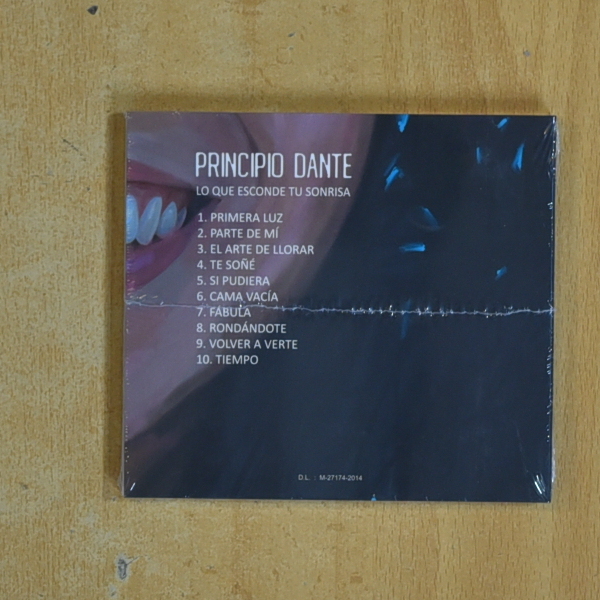 PRINCIPIO DANTE
LO QUE ESCONDE TU SONRISA
1. PRIMERA LUZ
2. PARTE DE MÍ
3. EL ARTE DE LLORAR
4. TE SOÑÉ
5. SI PUDIERA
6. CAMA VACÍA
7. FÁBULA
8. RONDÁNDOTE
9. VOLVER A VERTE
10. TIEMPO
D.L. : M-27174-2014